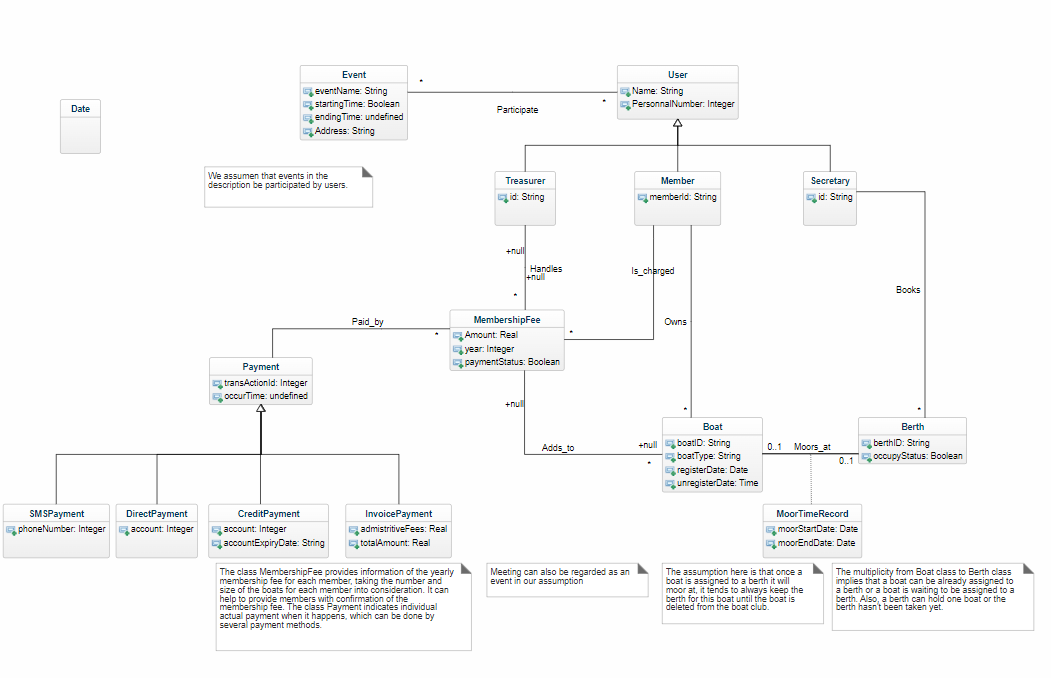 Event
eventName: String
startingTime: Boolean
endingTime: undefined
Address: String
*
Participate
*
User
Name: String
PersonnalNumber: Integer
Date
We assumen that events in the
description be participated by users.
Treasurer
id: String
Member
memberId: String
Secretary
id: String
+null
Handles
+null
*
Is_charged
Owns
Books
Paid_by
*
MembershipFee
Amount: Real
year: Integer
paymentStatus: Boolean
*
Payment
transActionId: Integer
occurTime: undefined
+null
Adds_to
+null
*
*
Boat
boatID: String
boatType: String
registerDate: Date
unregisterDate: Time
0..1
Moors_at
0..1
*
Berth
berthID: String
occupyStatus: Boolean
SMSPayment
phoneNumber: Integer
DirectPayment
account: Integer
CreditPayment
account: Integer
accountExpiryDate: String
InvoicePayment
admistritiveFees: Real
totalAmount: Real
MoorTimeRecord
moorStartDate: Date
moorEndDate: Date
The class MembershipFee provides information of the yearly
membership fee for each member, taking the number and
size of the boats for each member into consideration. It can
help to provide members with confirmation of the
membership fee. The class Payment indicates individual
actual payment when it happens, which can be done by
several payment methods.
Meeting can also be regarded as an
event in our assumption
The assumption here is that once a
boat is assigned to a berth it will
moor at, it tends to always keep the
berth for this boat until the boat is
deleted from the boat club.
The multiplicity from Boat class to Berth class
implies that a boat can be already assigned to
a berth or a boat is waiting to be assigned to a
berth. Also, a berth can hold one boat or the
berth hasn't been taken yet.